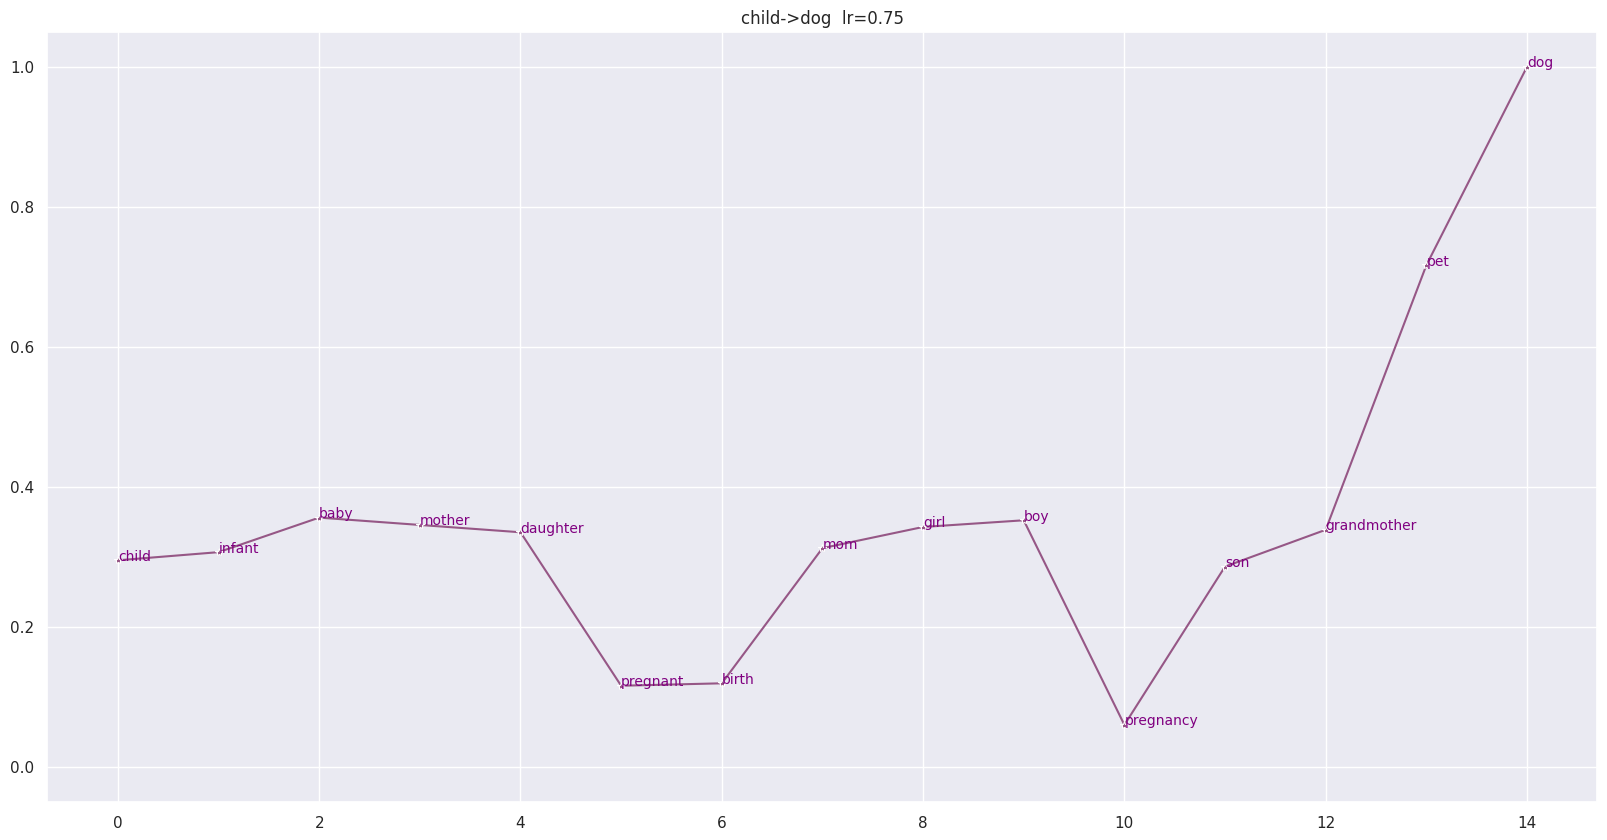 child->dog lr=0.75
1.0
0.8
0.6
0.4
0.2
0.0
child
infant
baby
mother
daughter
pregnant
birth
mom
girl
boy
pregnancy
son
grandmother
pet
dog
0 2 4 6 8 10 12 14